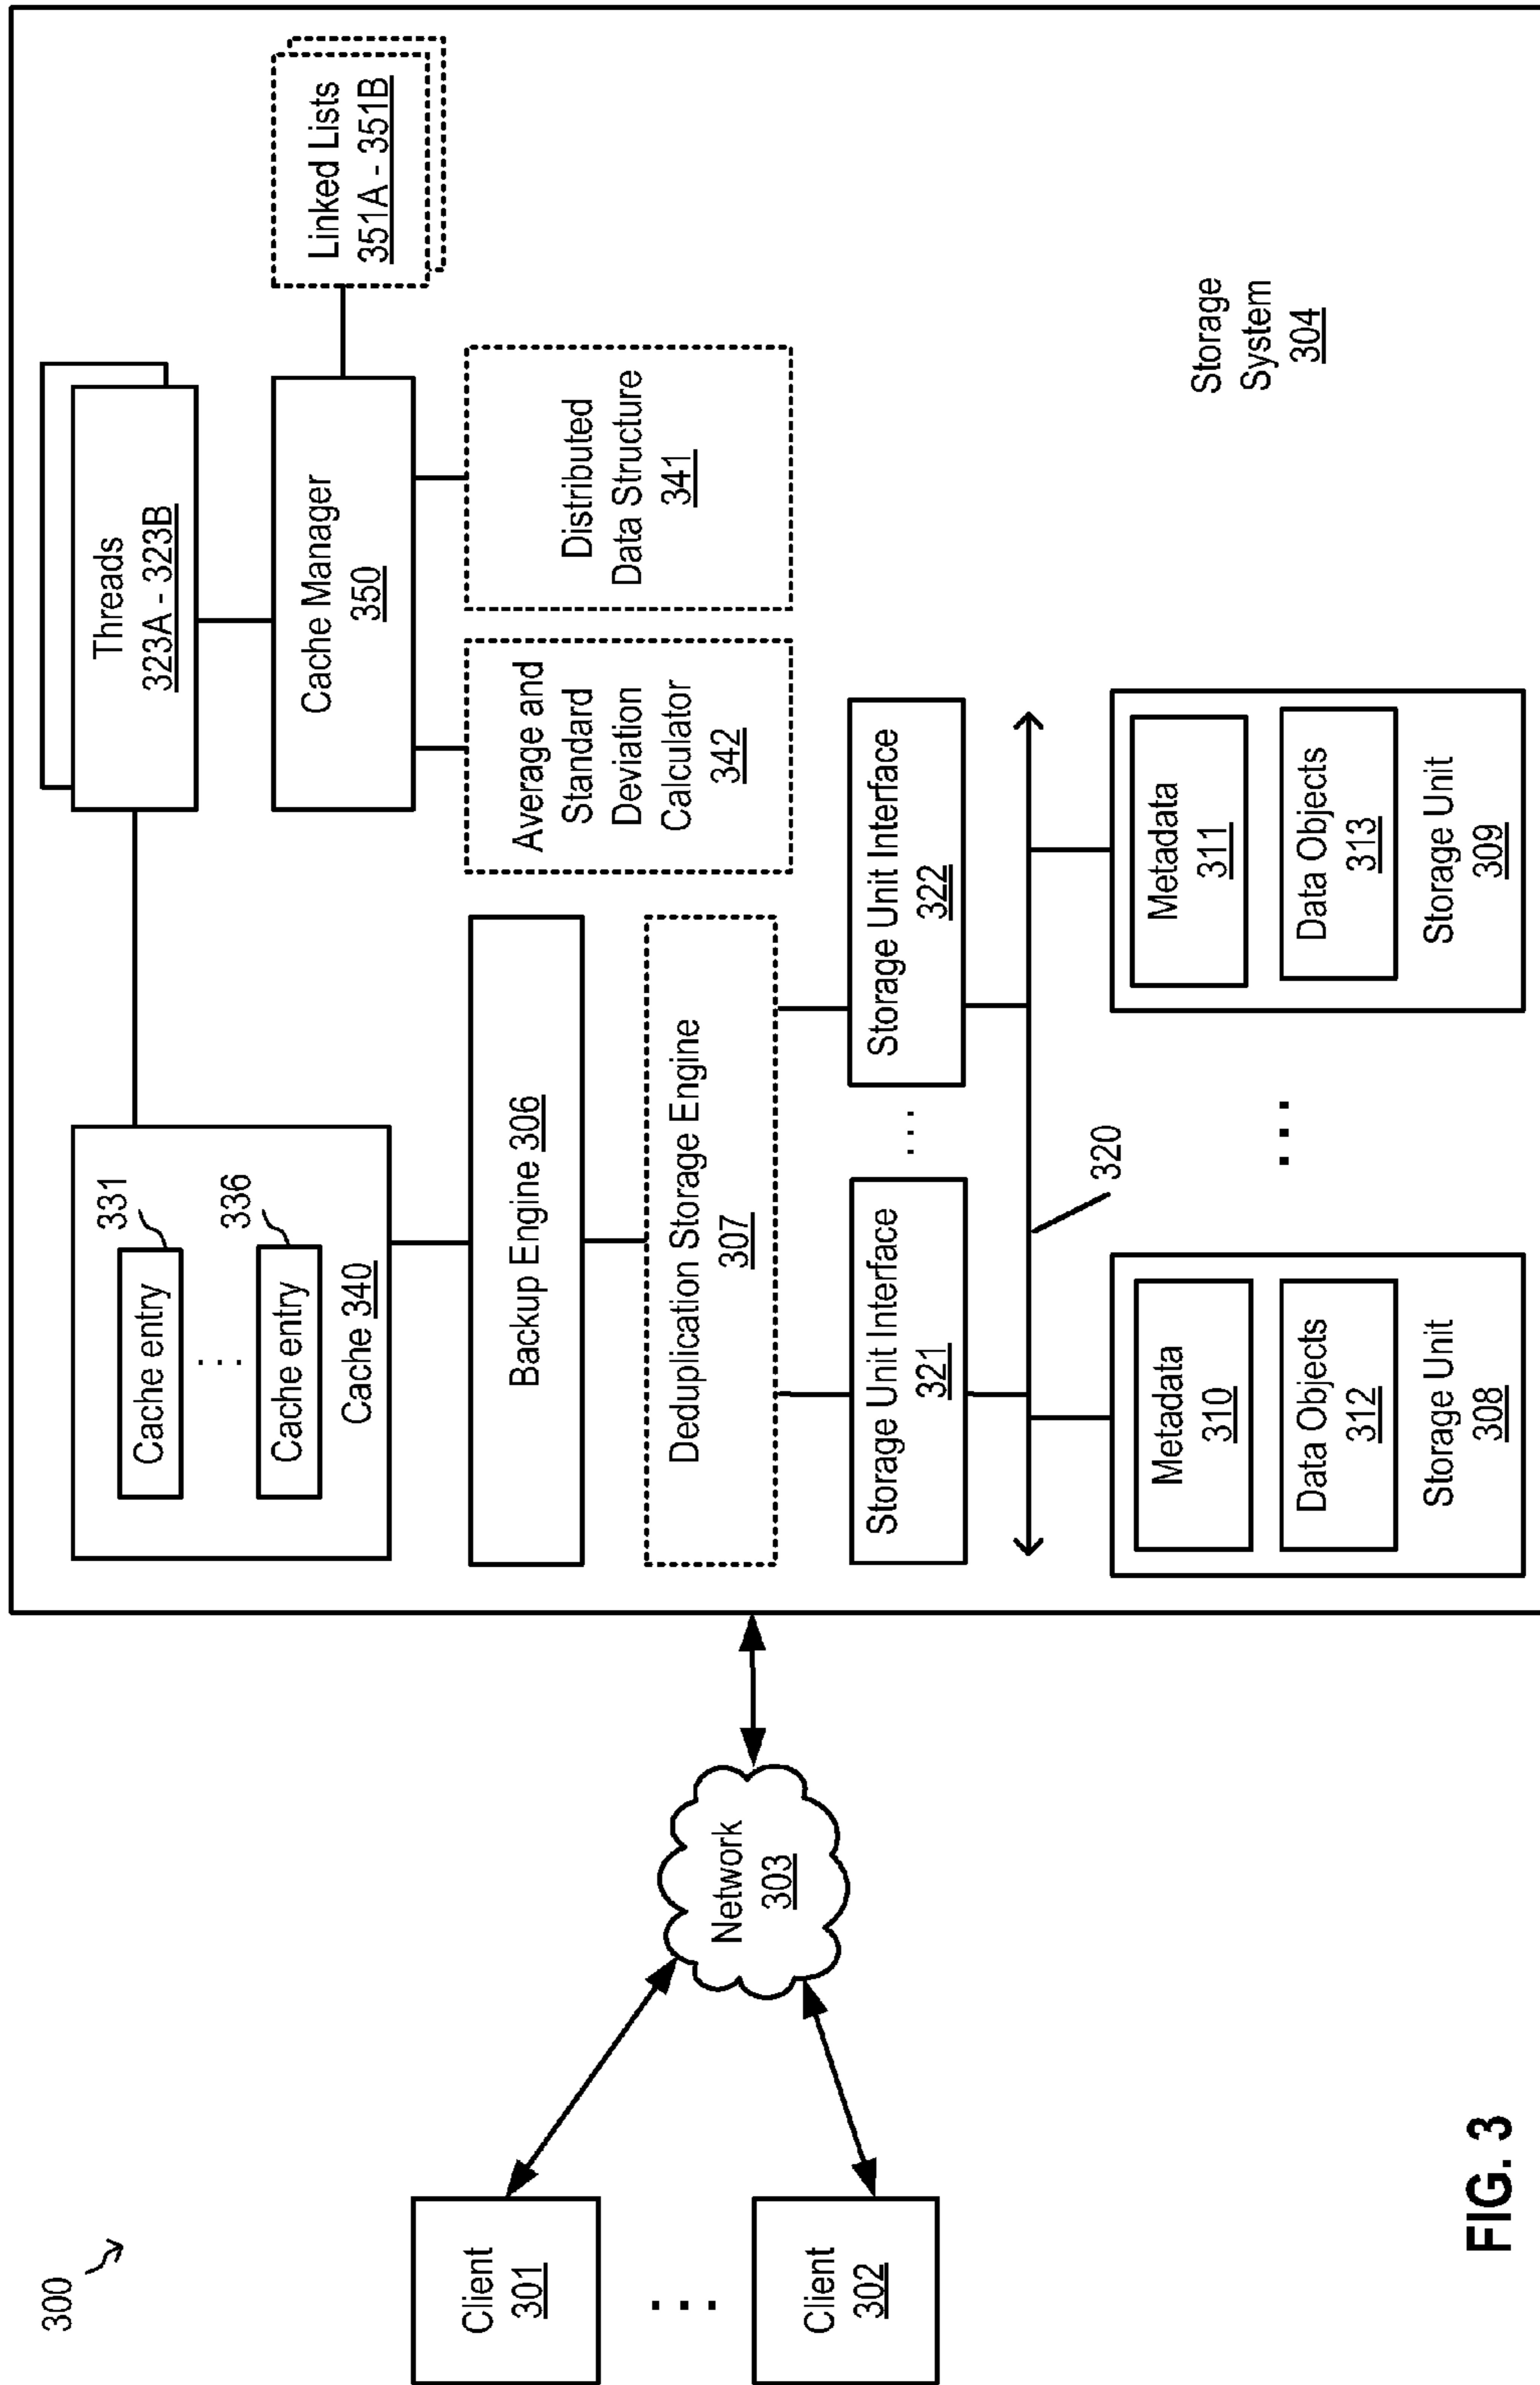 300
Client
301
Client
302
Network
303
Cache entry
331
Cache entry
336
Cache 340
Threads
323A - 323B
Cache Manager
350
Linked Lists
351A - 351B
Backup Engine 306
Average and
Standard
Deviation
Calculator
342
Distributed
Data Structure
341
Deduplication Storage Engine
307
Storage Unit Interface
321
Storage Unit Interface
322
320
Metadata
310
Data Objects
312
Storage Unit
308
Metadata
311
Data Objects
313
Storage Unit
309
Storage
System
304
FIG. 3